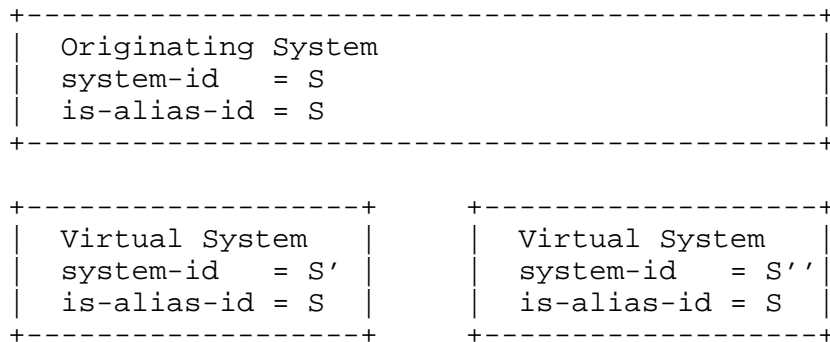 Originating System
system-id = S
is-alias-id = S
Virtual System Virtual System
system-id = S' system-id = S''
is-alias-id = S is-alias-id = S